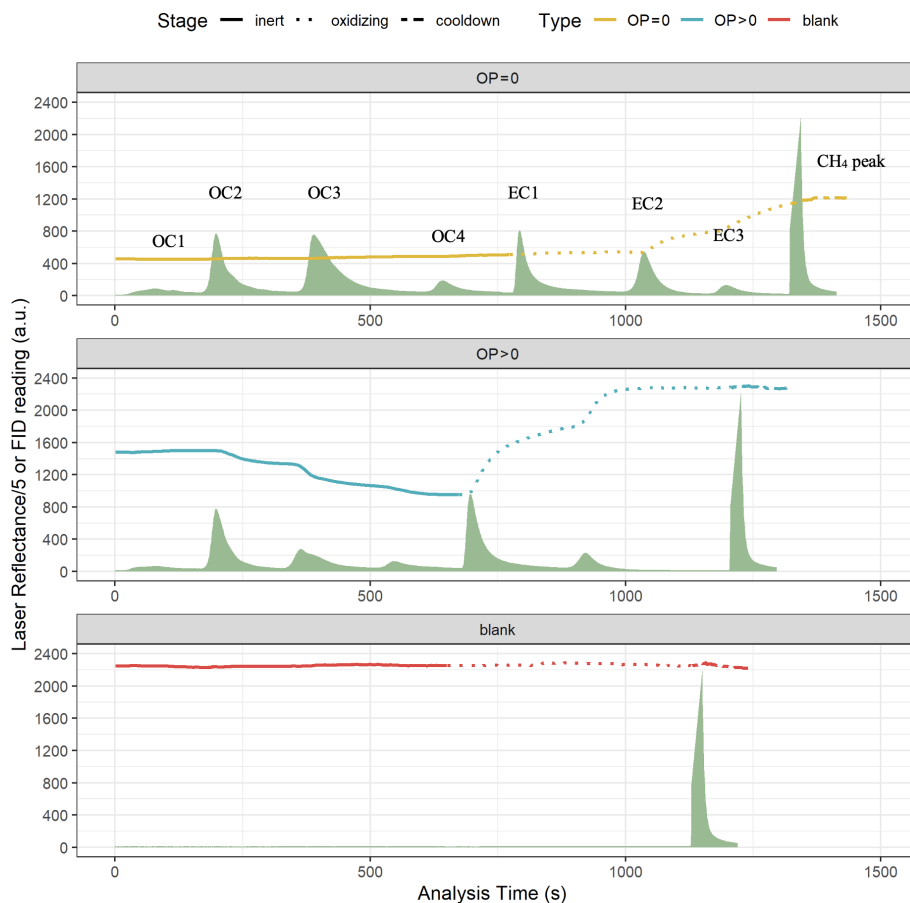 Stage inert oxidizing cooldown Type OP=0 OP>0 blank
OP=0
2400
2000
1600
1200
800
400
0
CH₄ peak
OC2 OC3 EC1
EC2
OC1 OC4 EC3
0 500 1000 1500
OP>0
2400
2000
1600
1200
800
400
0
0 500 1000 1500
blank
2400
2000
1600
1200
800
400
0
0 500 1000 1500
Laser Reflectance/5 or FID reading (a.u.)
Analysis Time (s)